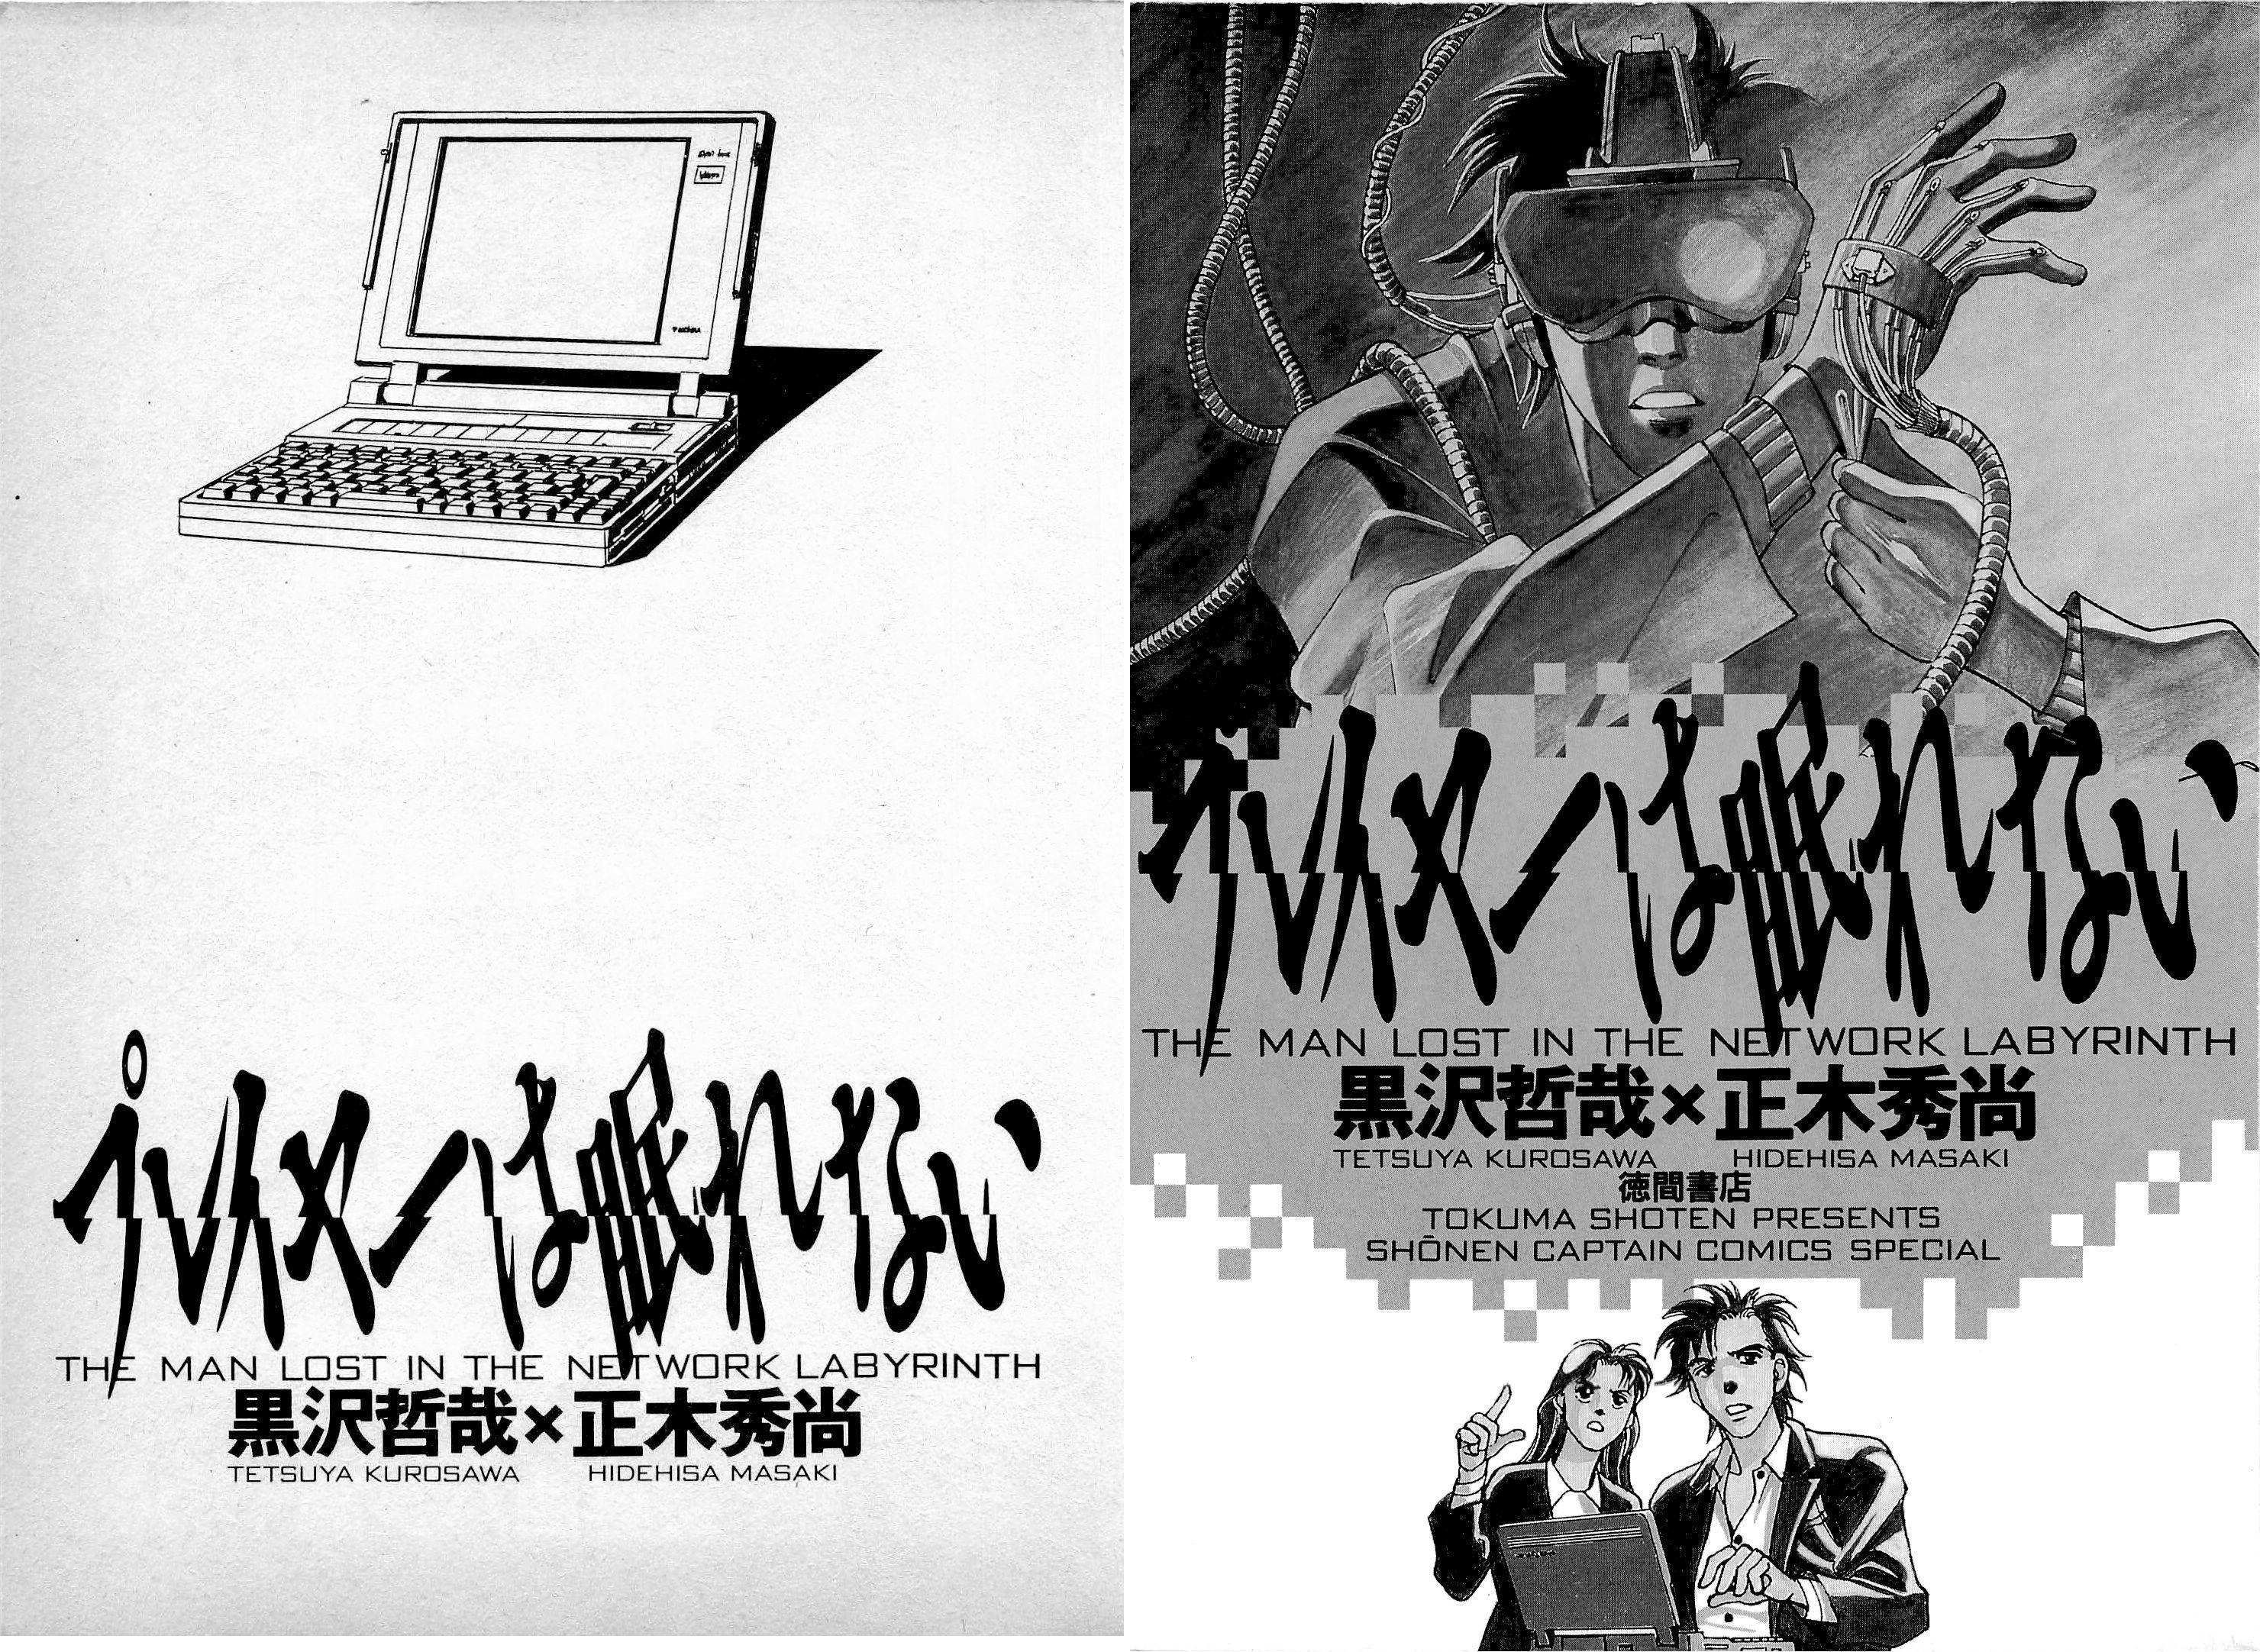 プレイヤーは眠れない
THE MAN LOST IN THE NETWORK LABYRINTH
黒沢哲哉×正木秀尚
TETSUYA KUROSAWA HIDEHISA MASAKI
プレイヤーは眠れない
THE MAN LOST IN THE NETWORK LABYRINTH
黒沢哲哉×正木秀尚
TETSUYA KUROSAWA HIDEHISA MASAKI
徳間書店
TOKUMA SHOTEN PRESENTS
SHŌNEN CAPTAIN COMICS SPECIAL